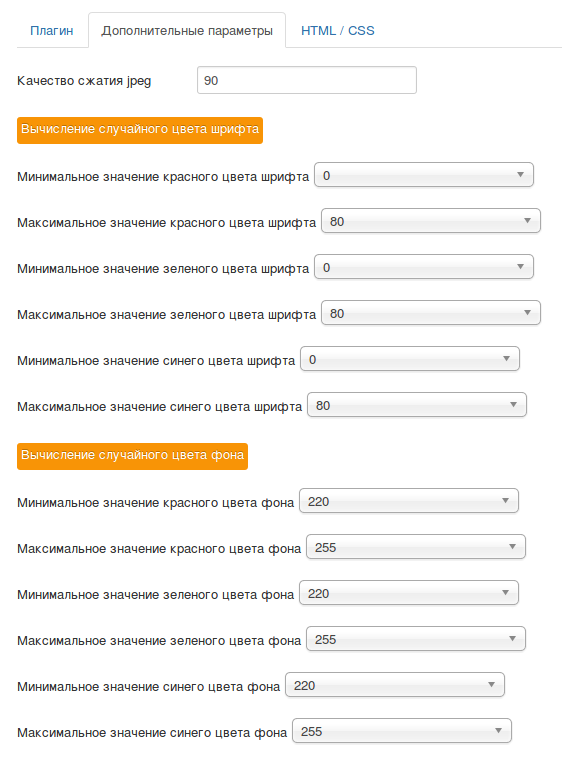 Плагин Дополнительные параметры HTML / CSS
Качество сжатия jpeg 90
Вычисление случайного цвета шрифта
Минимальное значение красного цвета шрифта 0
Максимальное значение красного цвета шрифта 80
Минимальное значение зеленого цвета шрифта 0
Максимальное значение зеленого цвета шрифта 80
Минимальное значение синего цвета шрифта 0
Максимальное значение синего цвета шрифта 80
Вычисление случайного цвета фона
Минимальное значение красного цвета фона 220
Максимальное значение красного цвета фона 255
Минимальное значение зеленого цвета фона 220
Максимальное значение зеленого цвета фона 255
Минимальное значение синего цвета фона 220
Максимальное значение синего цвета фона 255